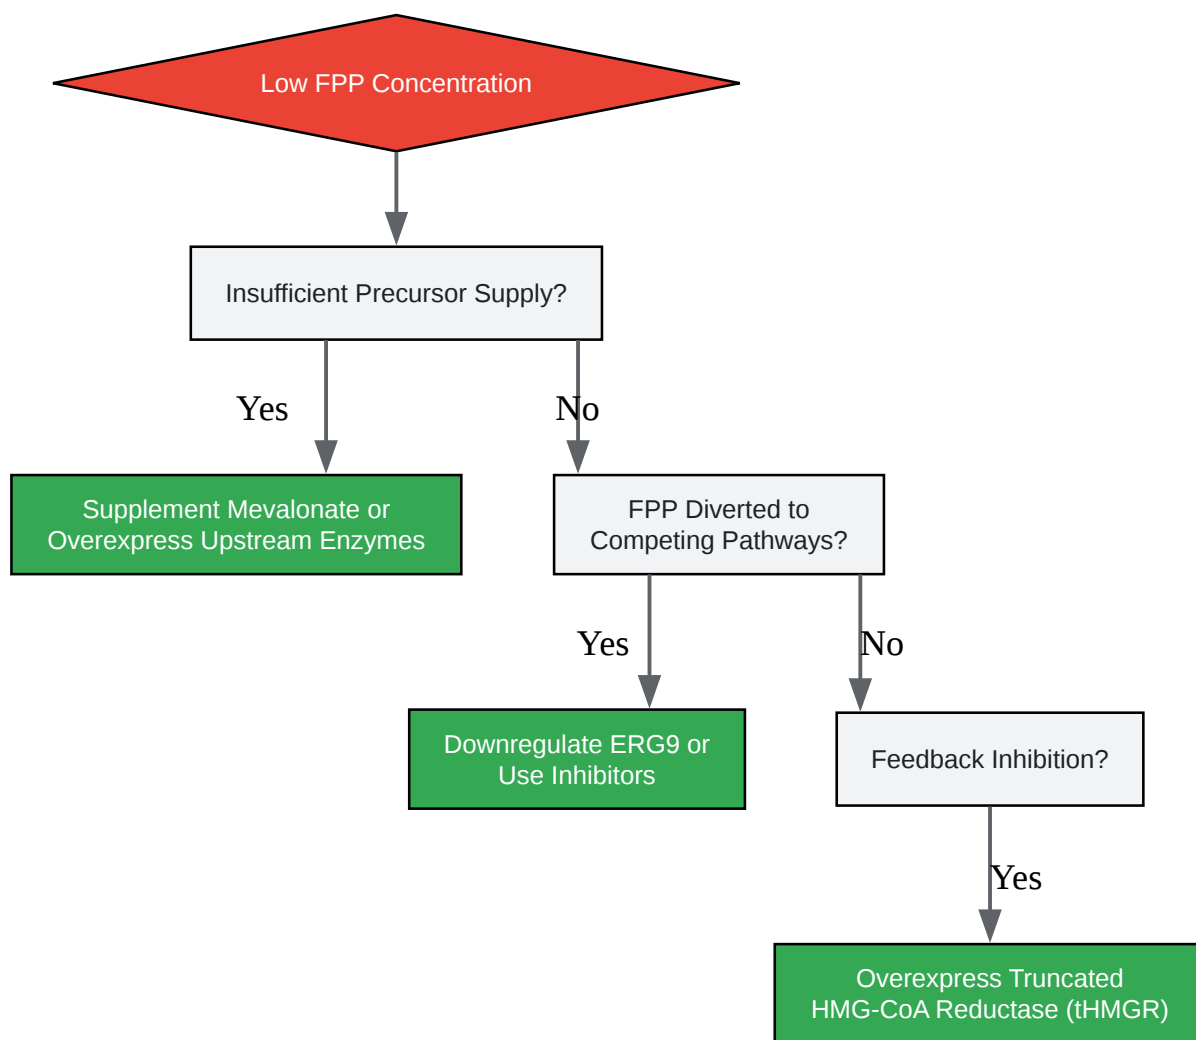 Low FPP Concentration
Insufficient Precursor Supply?
Yes
No
Supplement Mevalonate or
Overexpress Upstream Enzymes
FPP Diverted to
Competing Pathways?
Yes
No
Downregulate ERG9 or
Use Inhibitors
Feedback Inhibition?
Yes
Overexpress Truncated
HMG-CoA Reductase (tHMGR)